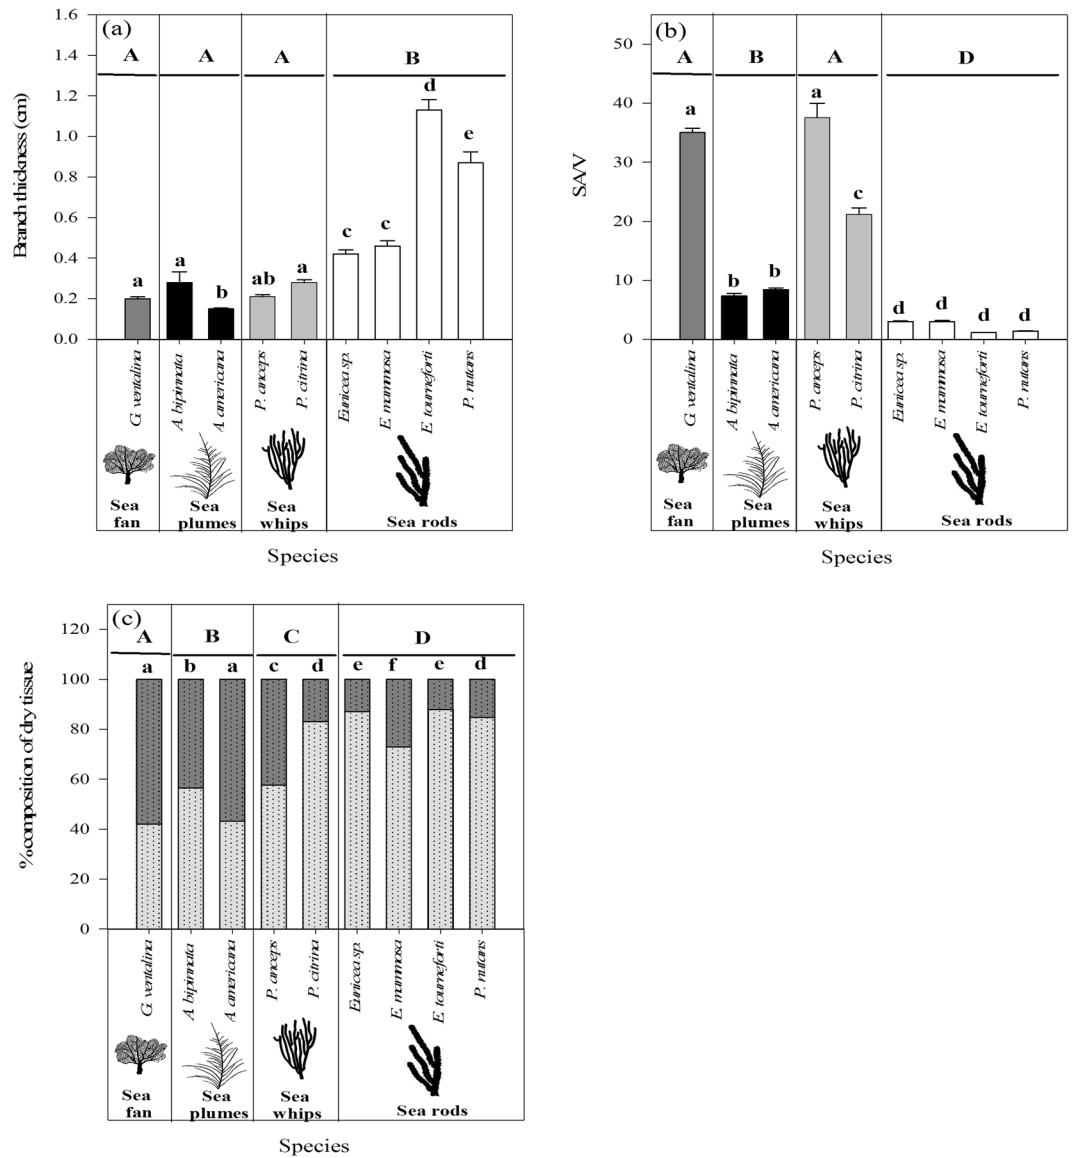 (a)
1.6
1.4
1.2
1.0
0.8
0.6
0.4
0.2
0.0
Branch thickness (cm)
A
A
A
B
a
a
b
ab
a
c
c
d
e
G. ventalina
A bipinnata
A americana
P. anceps
P. citrina
Eunicea sp.
E. mammosa
E. tourneforti
P. nutans
Sea
fan
Sea
plumes
Sea
whips
Sea rods
Species
(b)
50
40
30
20
10
0
SA/V
A
B
A
D
a
b
b
a
c
d
d
d
d
G. ventalina
A bipinnata
A americana
P. anceps
P. citrina
Eunicea sp.
E. mammosa
E. tourneforti
P. nutans
Sea
fan
Sea
plumes
Sea
whips
Sea rods
Species
(c)
120
100
80
60
40
20
0
% composition of dry tissue
A
B
C
D
a
b
a
c
d
e
f
e
d
G. ventalina
A bipinnata
A americana
P. anceps
P. citrina
Eunicea sp.
E. mammosa
E. tourneforti
P. nutans
Sea
fan
Sea
plumes
Sea
whips
Sea rods
Species